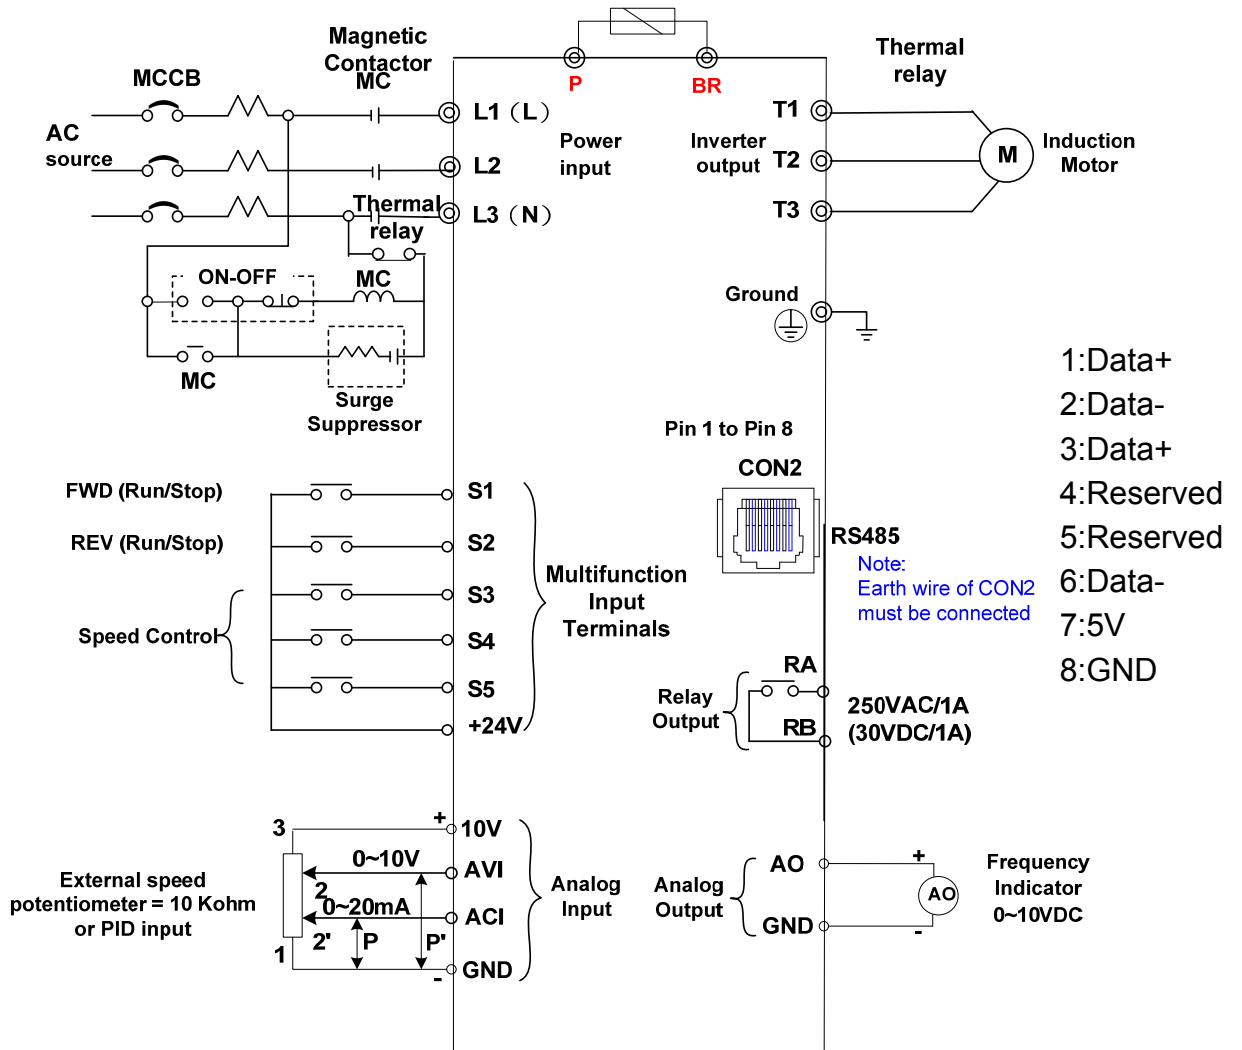 Magnetic
Contactor
MC
MCCB
AC
source
P
BR
Thermal
relay
L1 (L)
L2
L3 (N)
Power
input
Inverter
output
T1
T2
T3
M
Induction
Motor
Thermal
relay
ON-OFF
MC
MC
Surge
Suppressor
Ground
Pin 1 to Pin 8
CON2
RS485
Note:
Earth wire of CON2
must be connected
1:Data+
2:Data-
3:Data+
4:Reserved
5:Reserved
6:Data-
7:5V
8:GND
FWD (Run/Stop)
REV (Run/Stop)
Speed Control
S1
S2
S3
S4
S5
+24V
Multifunction
Input
Terminals
Relay
Output
RA
RB
250VAC/1A
(30VDC/1A)
External speed
potentiometer = 10 Kohm
or PID input
3
2
2'
1
0~10V
0~20mA
P
P'
+
-
10V
AVI
ACI
GND
Analog
Input
Analog
Output
AO
GND
+
AO
-
Frequency
Indicator
0~10VDC